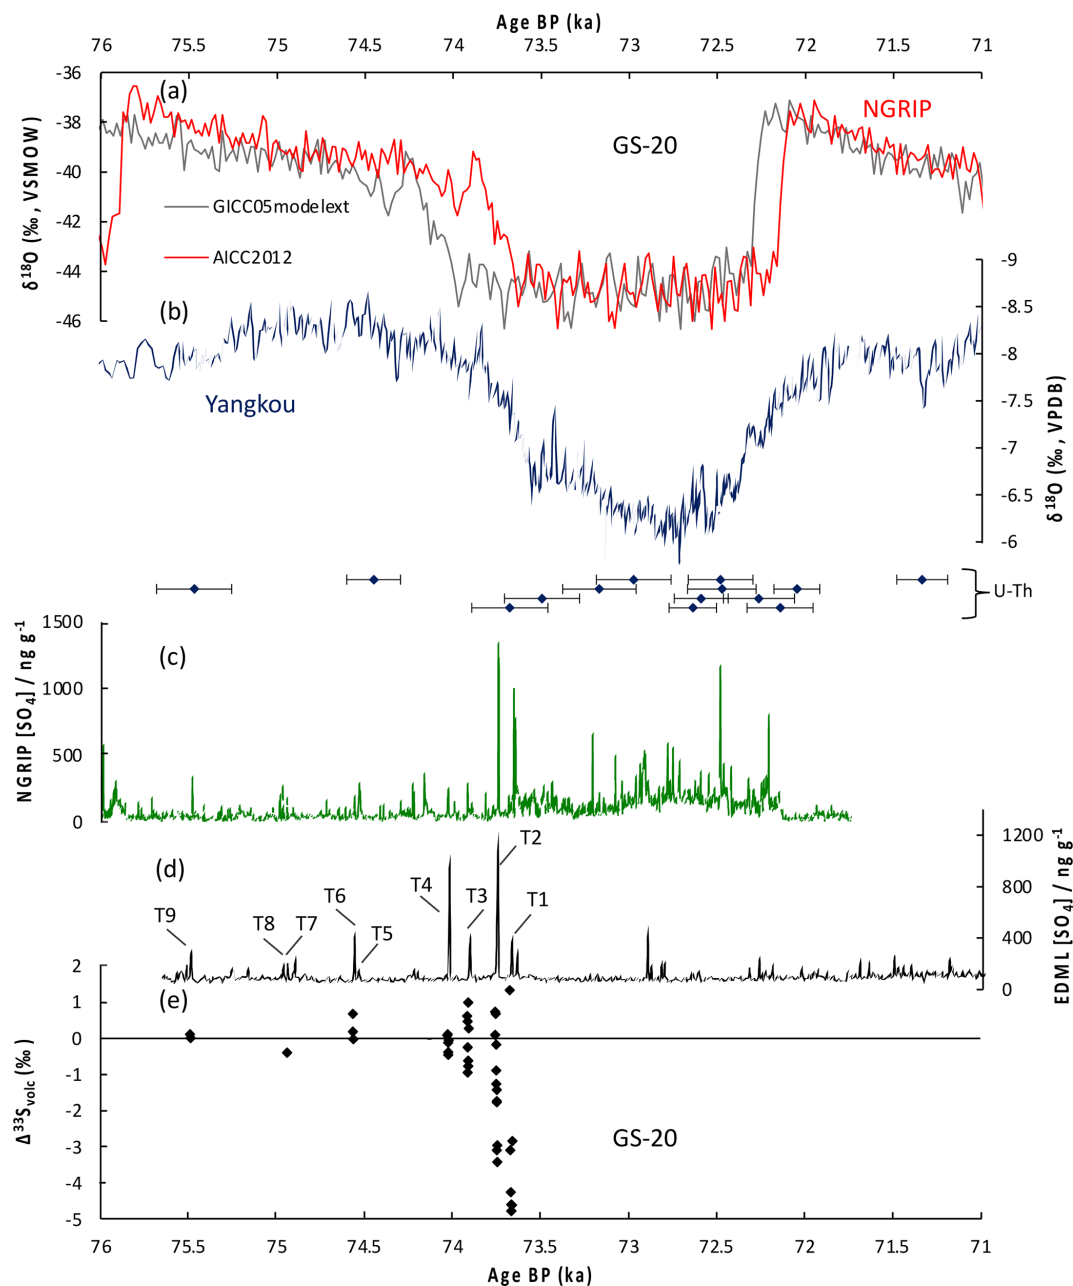 Age BP (ka)
76 75.5 75 74.5 74 73.5 73 72.5 72 71.5 71
-36
(a)
NGRIP
-38
GS-20
-40
GICC05modelext
-42
AICC2012
-9
-44
-8.5
(b)
-46
-8
Yangkou
-7.5
-7
-6.5
-6
δ¹⁸O (‰, VSMOW)
δ¹⁸O (‰, VPDB)
U-Th
1500
(c)
1000
500
0
NGRIP [SO₄] / ng g⁻¹
1200
T2
(d)
800
T4
T6
T3
T1
T9
T8
T7
T5
400
0
EDML [SO₄] / ng g⁻¹
2
(e)
1
0
-1
-2
-3
GS-20
-4
-5
Δ³³Svolc (‰)
76 75.5 75 74.5 74 73.5 73 72.5 72 71.5 71
Age BP (ka)